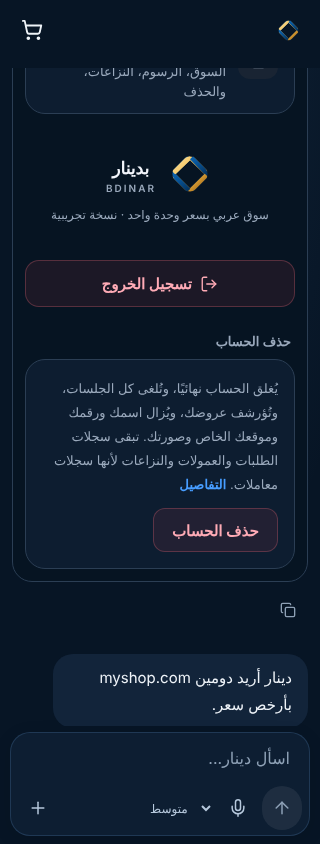 السوق، الرسوم، النزاعات،
والحذف
بدينار
BDINAR
سوق عربي بسعر وحدة واحد · نسخة تجريبية
تسجيل الخروج
حذف الحساب
يُغلق الحساب نهائيًا، وتُلغى كل الجلسات،
وتُؤرشف عروضك، ويُزال اسمك ورقمك
وموقعك الخاص وصورتك. تبقى سجلات
الطلبات والعمولات والنزاعات لأنها سجلات
معاملات. التفاصيل
حذف الحساب
دينار أريد دومين myshop.com
بأرخص سعر.
اسأل دينار...
متوسط